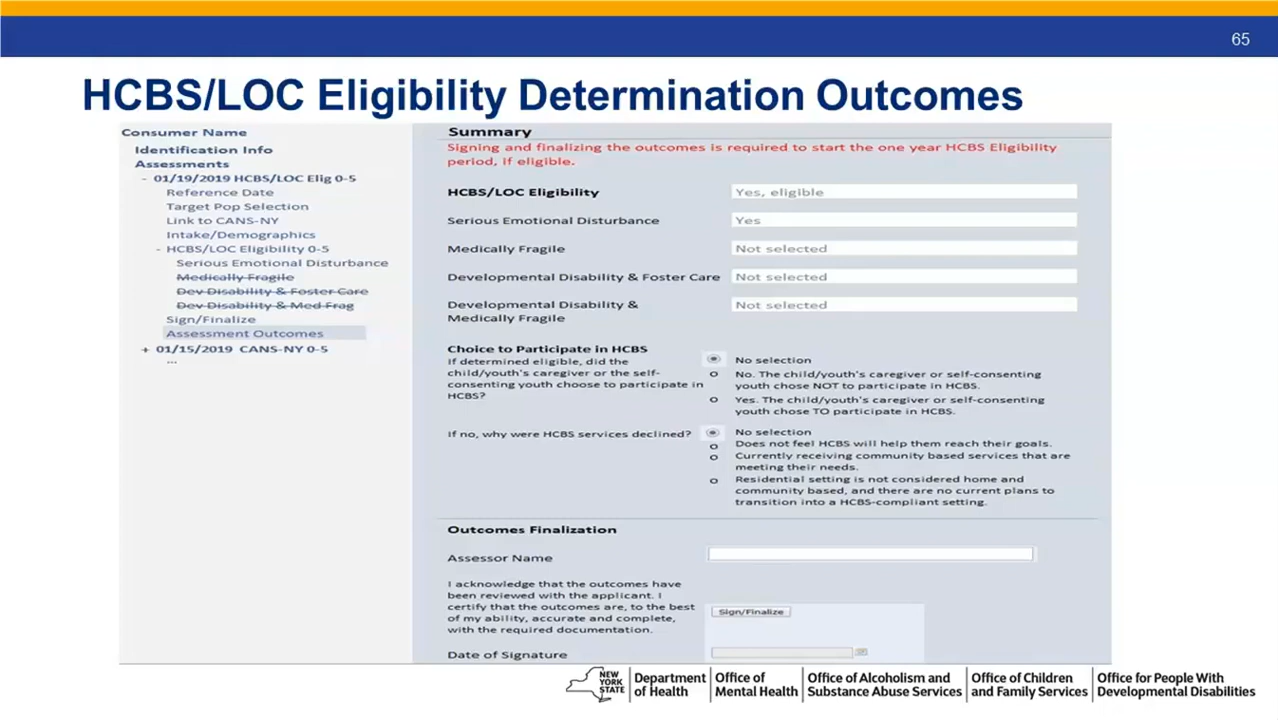 65
HCBS/LOC Eligibility Determination Outcomes
Consumer Name
Identification Info
Assessments
- 01/19/2019 HCBS/LOC Elig 0-5
Reference Date
Target Pop Selection
Link to CANS-NY
Intake/Demographics
- HCBS/LOC Eligibility 0-5
Serious Emotional Disturbance
Medically Fragile
Dev Disability & Foster Care
Dev Disability & Med Frag
Sign/Finalize
Assessment Outcomes
+ 01/15/2019 CANS-NY 0-5
...
Summary
Signing and finalizing the outcomes is required to start the one year HCBS Eligibility
period, if eligible.
HCBS/LOC Eligibility Yes, eligible
Serious Emotional Disturbance Yes
Medically Fragile Not selected
Developmental Disability & Foster Care Not selected
Developmental Disability & Not selected
Medically Fragile
Choice to Participate in HCBS
If determined eligible, did the
child/youth's caregiver or the self-
consenting youth choose to participate in
HCBS?
No selection
No. The child/youth's caregiver or self-consenting
youth chose NOT to participate in HCBS.
Yes. The child/youth's caregiver or self-consenting
youth chose TO participate in HCBS.
If no, why were HCBS services declined?
No selection
Does not feel HCBS will help them reach their goals.
Currently receiving community based services that are
meeting their needs.
Residential setting is not considered home and
community based, and there are no current plans to
transition into a HCBS-compliant setting.
Outcomes Finalization
Assessor Name
I acknowledge that the outcomes have
been reviewed with the applicant. I
certify that the outcomes are, to the best
of my ability, accurate and complete,
with the required documentation.
Sign/Finalize
Date of Signature
NEW
YORK
STATE
Department
of Health
Office of
Mental Health
Office of Alcoholism and
Substance Abuse Services
Office of Children
and Family Services
Office for People With
Developmental Disabilities